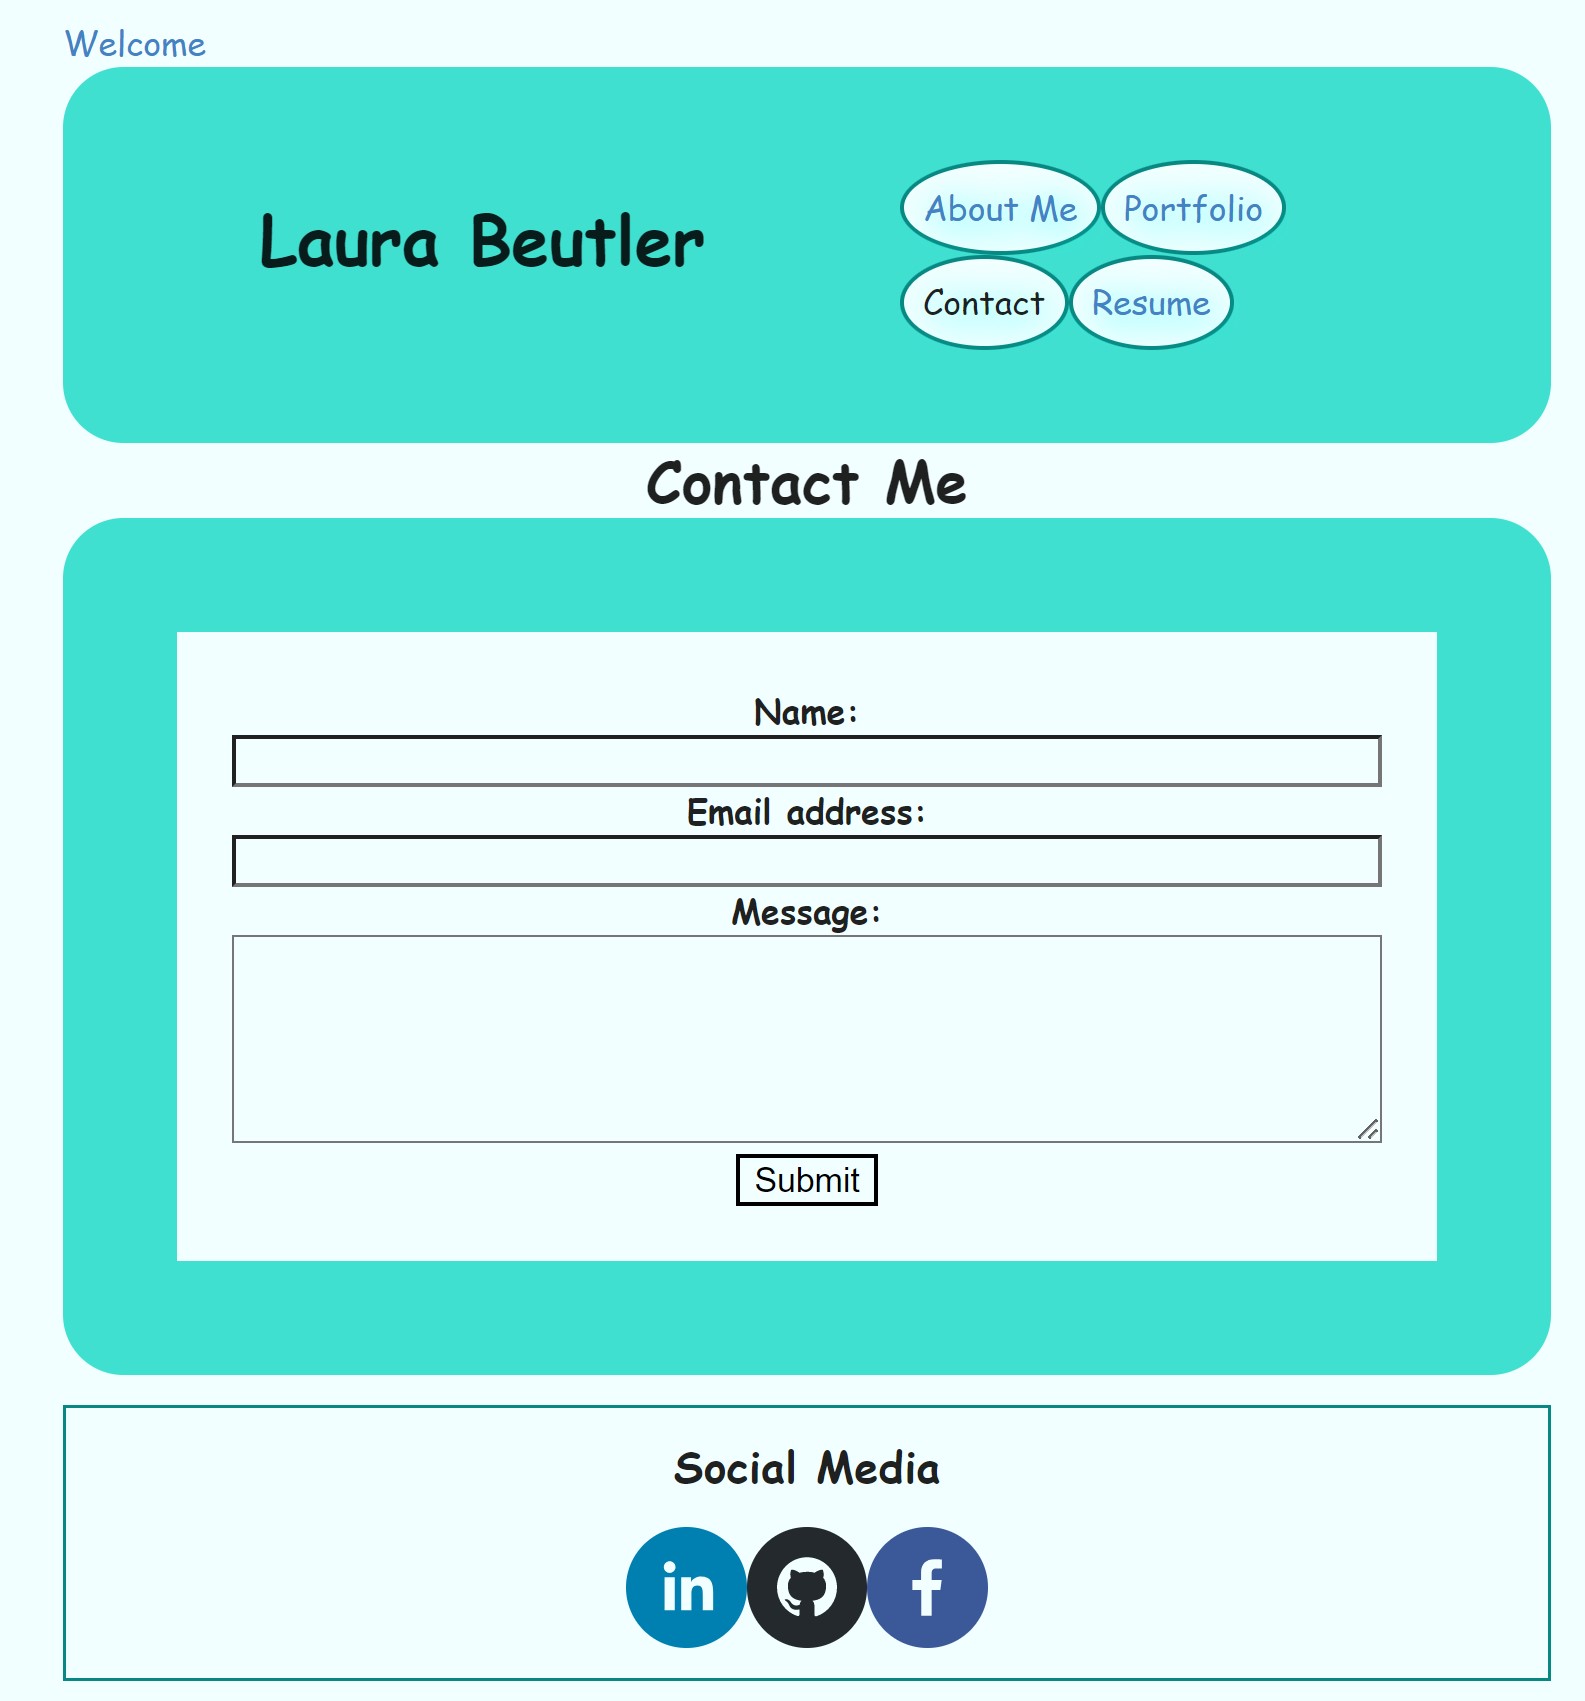 Welcome
Laura Beutler
About Me Portfolio
Contact Resume
Contact Me
Name:
Email address:
Message:
Submit
Social Media
in
f